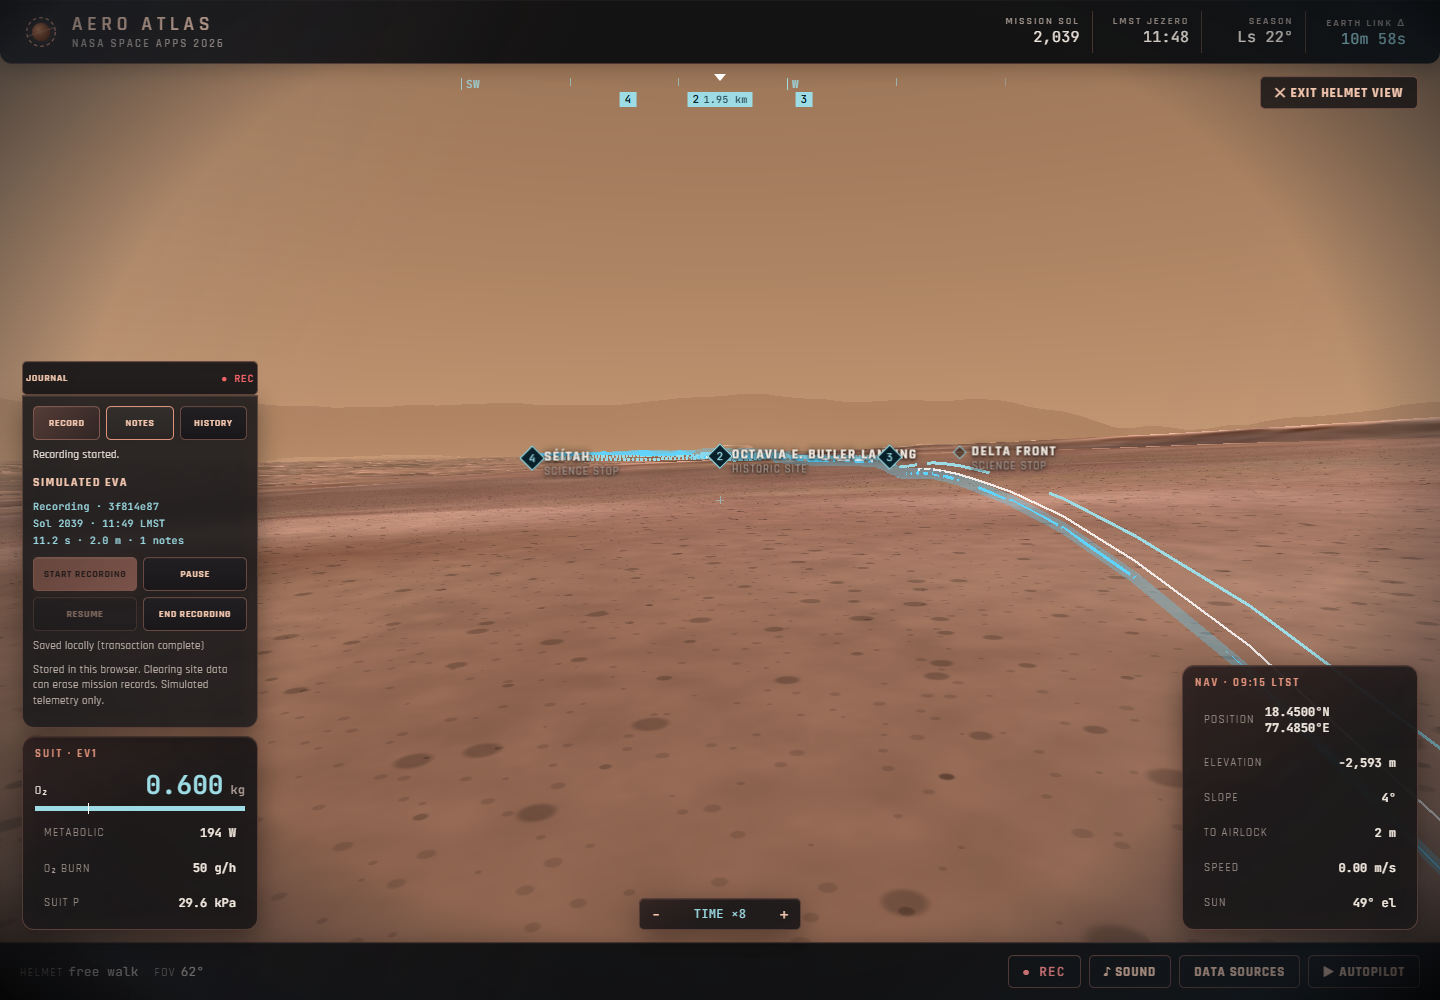 AERO ATLAS
NASA SPACE APPS 2026
MISSION SOL
2,039
LMST JEZERO
11:48
SEASON
Ls 22°
EARTH LINK Δ
10m 58s
SW
W
4
2 1.95 km
3
✕ EXIT HELMET VIEW
JOURNAL
● REC
RECORD
NOTES
HISTORY
Recording started.
SIMULATED EVA
Recording · 3f814e87
Sol 2039 · 11:49 LMST
11.2 s · 2.0 m · 1 notes
START RECORDING
PAUSE
RESUME
END RECORDING
Saved locally (transaction complete)
Stored in this browser. Clearing site data
can erase mission records. Simulated
telemetry only.
4
SÉÍTAH
SCIENCE STOP
2
OCTAVIA E. BUTLER LANDING
HISTORIC SITE
3
DELTA FRONT
SCIENCE STOP
SUIT · EV1
O₂
0.600 kg
METABOLIC
194 W
O₂ BURN
50 g/h
SUIT P
29.6 kPa
NAV · 09:15 LTST
POSITION
18.4500°N
77.4850°E
ELEVATION
-2,593 m
SLOPE
4°
TO AIRLOCK
2 m
SPEED
0.00 m/s
SUN
49° el
- TIME ×8 +
HELMET free walk FOV 62°
● REC
♪ SOUND
DATA SOURCES
▶ AUTOPILOT